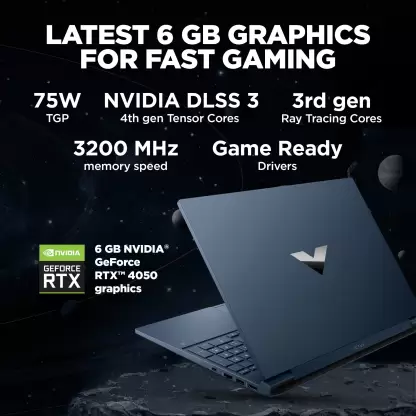 LATEST 6 GB GRAPHICS
FOR FAST GAMING
75W
TGP
NVIDIA DLSS 3
4th gen Tensor Cores
3rd gen
Ray Tracing Cores
3200 MHz
memory speed
Game Ready
Drivers
NVIDIA
GEFORCE
RTX
6 GB NVIDIA®
GeForce
RTX™ 4050
graphics